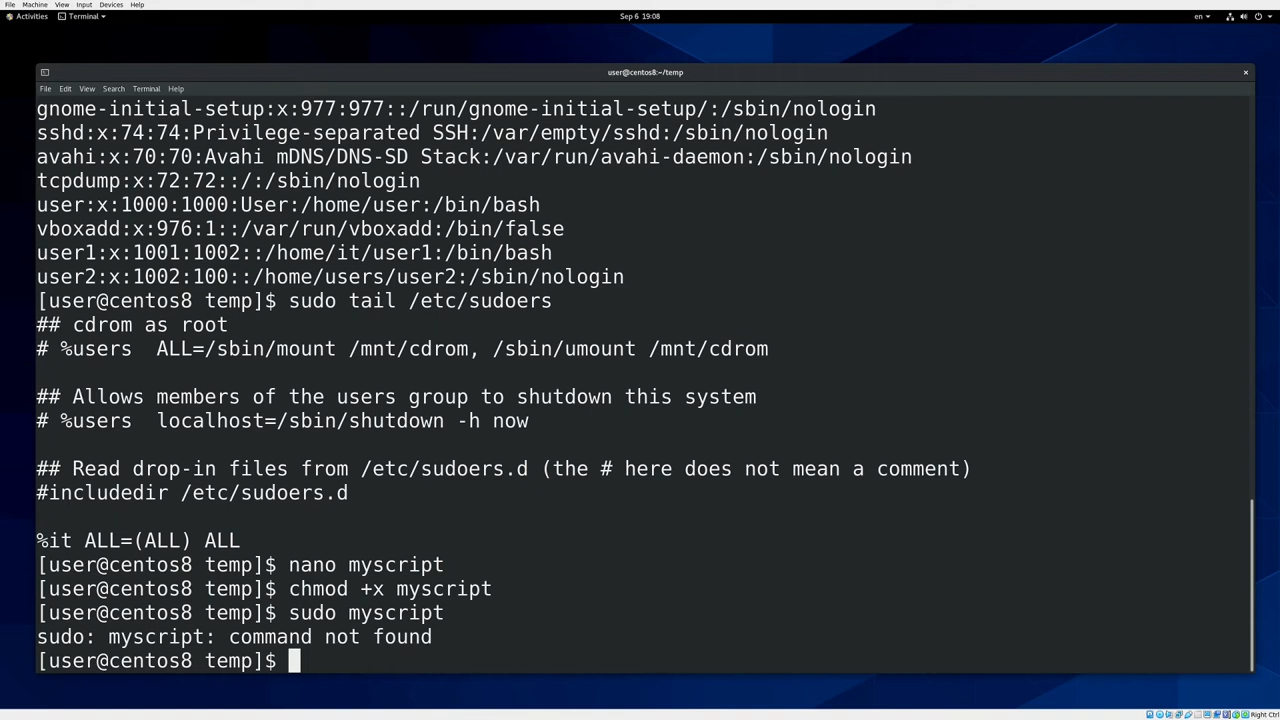 File Machine View Input Devices Help
Activities Terminal Sep 6 19:08 en
user@centos8:~/temp
File Edit View Search Terminal Help
gnome-initial-setup:x:977:977::/run/gnome-initial-setup/:/sbin/nologin
sshd:x:74:74:Privilege-separated SSH:/var/empty/sshd:/sbin/nologin
avahi:x:70:70:Avahi mDNS/DNS-SD Stack:/var/run/avahi-daemon:/sbin/nologin
tcpdump:x:72:72::/:/sbin/nologin
user:x:1000:1000:User:/home/user:/bin/bash
vboxadd:x:976:1::/var/run/vboxadd:/bin/false
user1:x:1001:1002::/home/it/user1:/bin/bash
user2:x:1002:100::/home/users/user2:/sbin/nologin
[user@centos8 temp]$ sudo tail /etc/sudoers
## cdrom as root
# %users  ALL=/sbin/mount /mnt/cdrom, /sbin/umount /mnt/cdrom
## Allows members of the users group to shutdown this system
# %users  localhost=/sbin/shutdown -h now
## Read drop-in files from /etc/sudoers.d (the # here does not mean a comment)
#includedir /etc/sudoers.d
%it ALL=(ALL) ALL
[user@centos8 temp]$ nano myscript
[user@centos8 temp]$ chmod +x myscript
[user@centos8 temp]$ sudo myscript
sudo: myscript: command not found
[user@centos8 temp]$
Right Ctrl